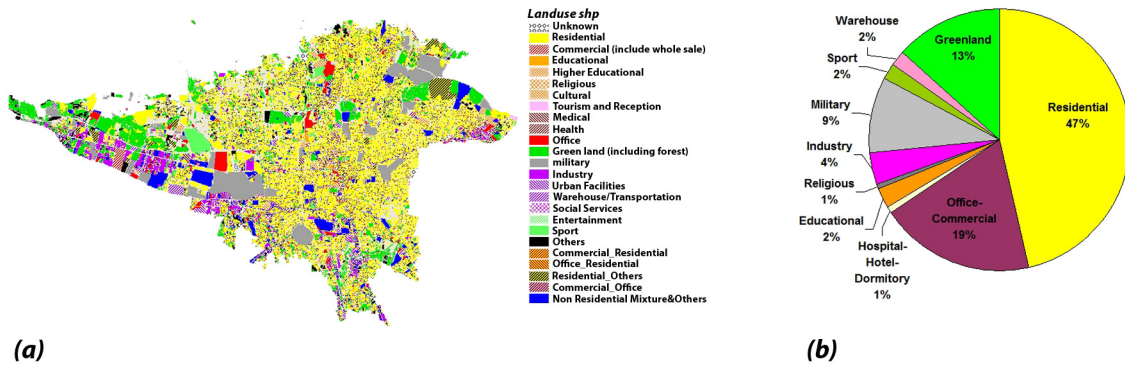 Landuse shp
Unknown
Residential
Commercial (include whole sale)
Educational
Higher Educational
Religious
Cultural
Tourism and Reception
Medical
Health
Office
Green land (including forest)
military
Industry
Urban Facilities
Warehouse/Transportation
Social Services
Entertainment
Sport
Others
Commercial_Residential
Office_Residential
Residential_Others
Commercial_Office
Non Residential Mixture&Others
(a)
Warehouse
2%
Sport
2%
Military
9%
Industry
4%
Religious
1%
Educational
2%
Hospital-
Hotel-
Dormitory
1%
Greenland
13%
Residential
47%
Office-
Commercial
19%
(b)